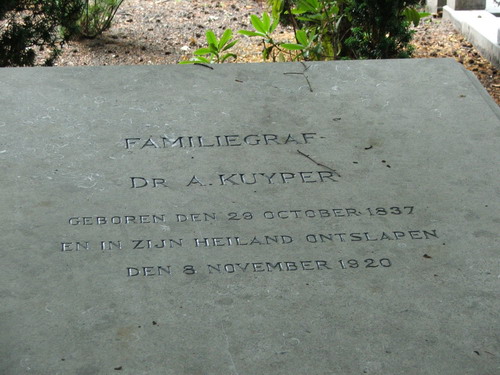 FAMILIEGRAF
DR A. KUYPER
GEBOREN DEN 29 OCTOBER 1837
EN IN ZIJN HEILAND ONTSLAPEN
DEN 8 NOVEMBER 1920